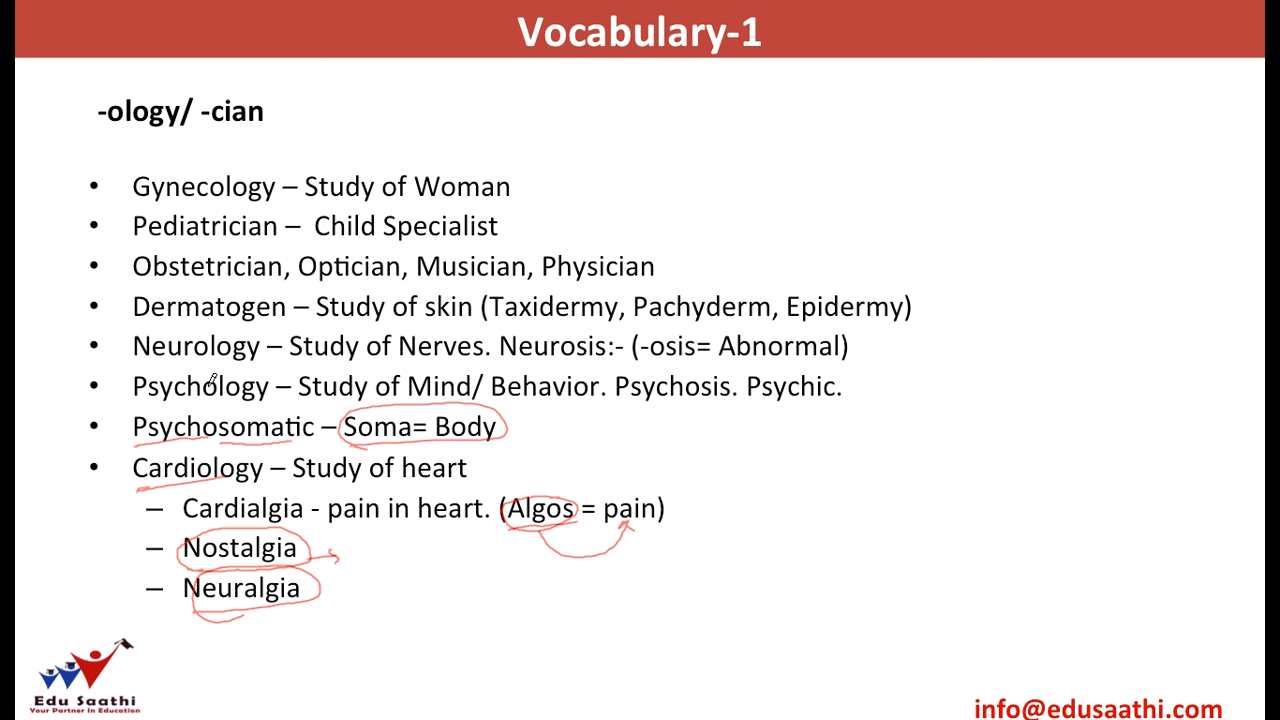 Vocabulary-1
-ology/ -cian
• Gynecology – Study of Woman
• Pediatrician – Child Specialist
• Obstetrician, Optician, Musician, Physician
• Dermatogen – Study of skin (Taxidermy, Pachyderm, Epidermy)
• Neurology – Study of Nerves. Neurosis:- (-osis= Abnormal)
• Psychology – Study of Mind/ Behavior. Psychosis. Psychic.
• Psychosomatic – Soma= Body
• Cardiology – Study of heart
– Cardialgia - pain in heart. (Algos = pain)
– Nostalgia
– Neuralgia
Edu Saathi
Your Partner In Education
info@edusaathi.com